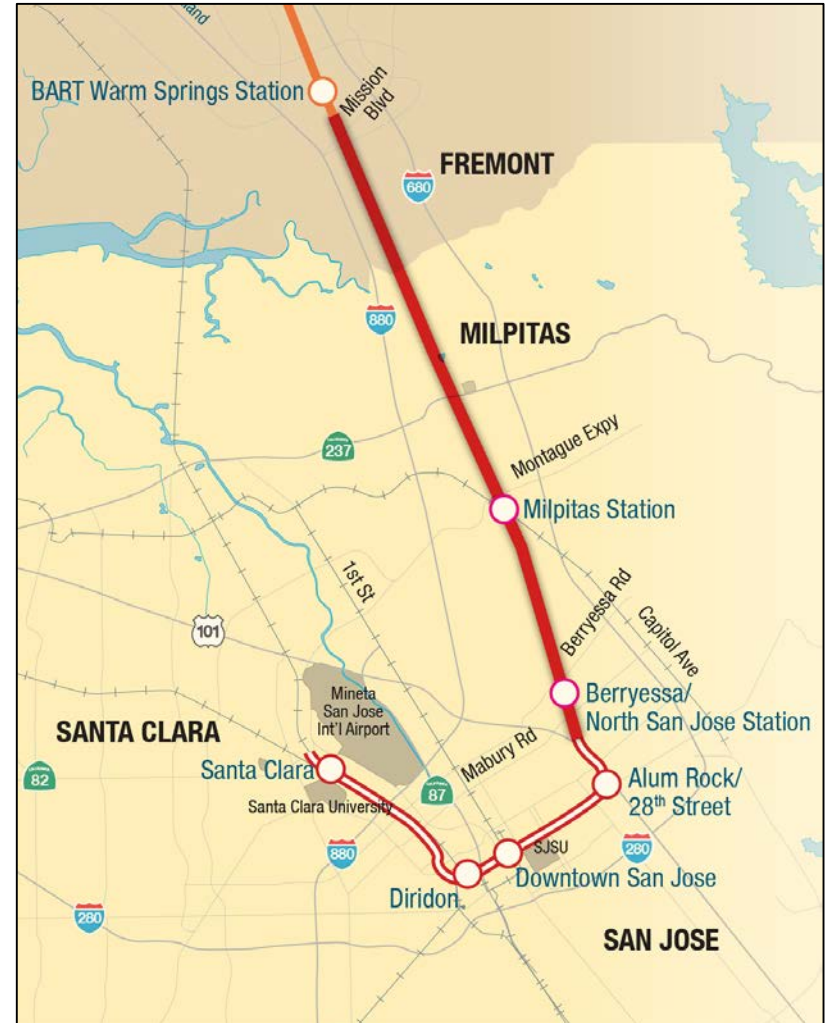 land
BART Warm Springs Station
Mission
Blvd
FREMONT
680
880
MILPITAS
237
Montague Expy
Milpitas Station
1st St
Berryessa Rd
Capitol Ave
101
Mineta
San Jose
Int'l Airport
Berryessa/
North San Jose Station
SANTA CLARA
Mabury Rd
82
Santa Clara
Alum Rock/
28th Street
87
Santa Clara University
880
SJSU
280
Downtown San Jose
Diridon
280
SAN JOSE